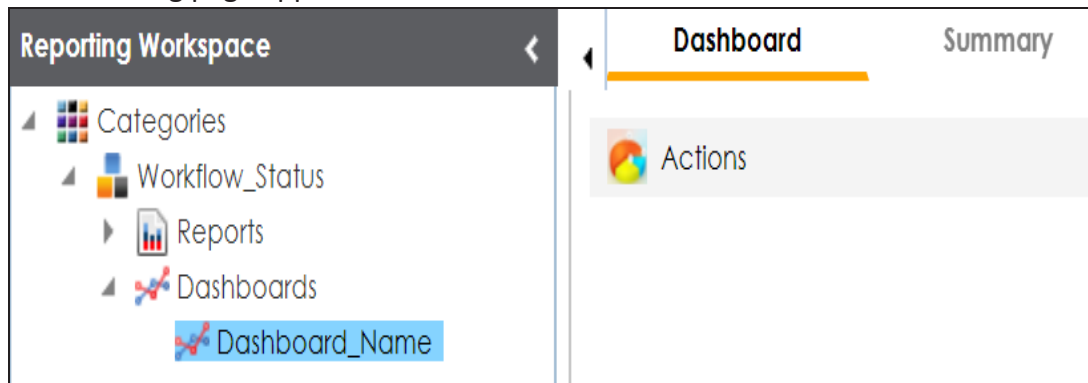 Reporting Workspace
Dashboard Summary
Categories
Workflow_Status
Reports
Dashboards
Dashboard_Name
Actions